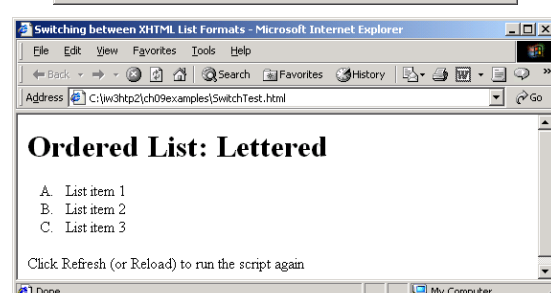 Switching between XHTML List Formats - Microsoft Internet Explorer
File Edit View Favorites Tools Help
Back Search Favorites History
Address C:\iw3htp2\ch09examples\SwitchTest.html Go
Ordered List: Lettered
A. List item 1
B. List item 2
C. List item 3
Click Refresh (or Reload) to run the script again
Done My Computer